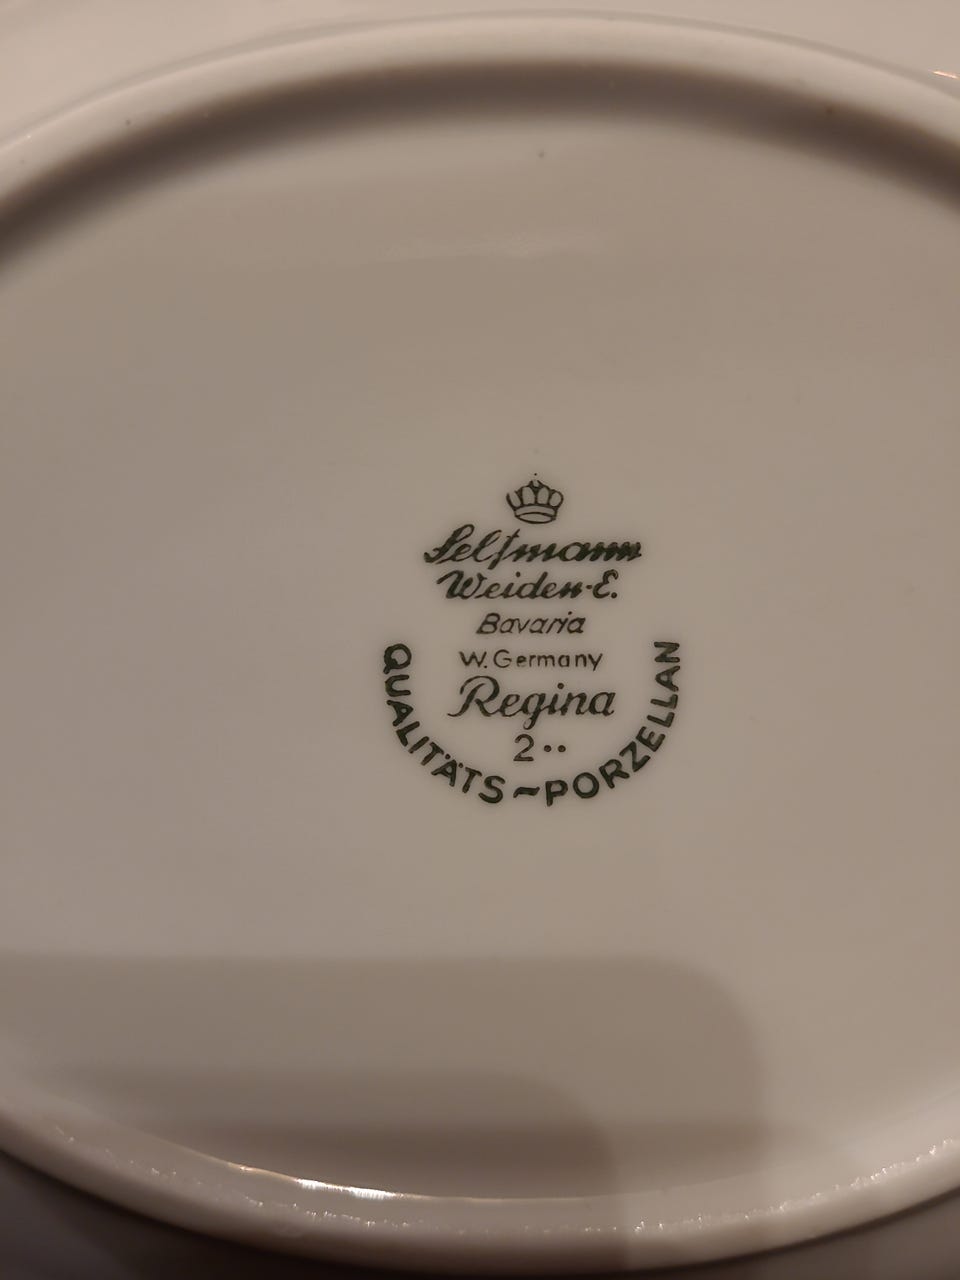 Seltmann
Weiden-E.
Bavaria
W. Germany
Regina
2..
QUALITÄTS~PORZELLAN